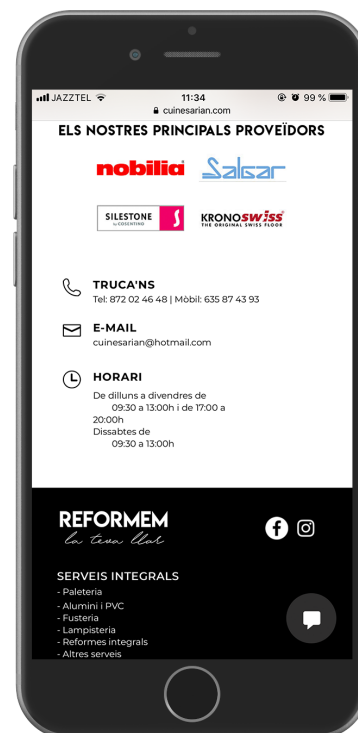 JAZZTEL 11:34 99 %
cuinesarian.com
ELS NOSTRES PRINCIPALS PROVEÏDORS
nobilia Salgar
SILESTONE S KRONOSWISS
by COSENTINO THE ORIGINAL SWISS FLOOR
TRUCA'NS
Tel: 872 02 46 48 | Mòbil: 635 87 43 93
E-MAIL
cuinesarian@hotmail.com
HORARI
De dilluns a divendres de
09:30 a 13:00h i de 17:00 a
20:00h
Dissabtes de
09:30 a 13:00h
REFORMEM
la teva llar
SERVEIS INTEGRALS
- Paleteria
- Alumini i PVC
- Fusteria
- Lampisteria
- Reformes integrals
- Altres serveis